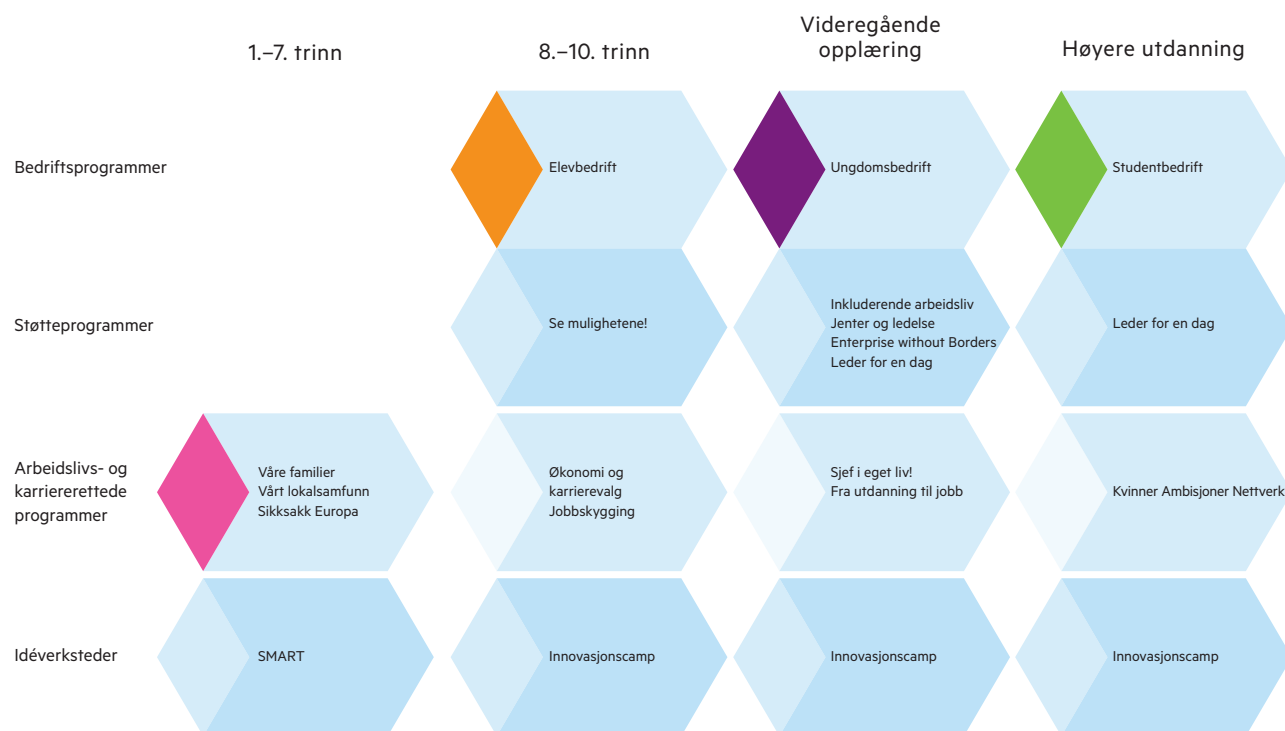 1.–7. trinn
8.–10. trinn
Videregående
opplæring
Høyere utdanning
Bedriftsprogrammer
Elevbedrift
Ungdomsbedrift
Studentbedrift
Støtteprogrammer
Se mulighetene!
Inkluderende arbeidsliv
Jenter og ledelse
Enterprise without Borders
Leder for en dag
Leder for en dag
Arbeidslivs- og
karriererettede
programmer
Våre familier
Vårt lokalsamfunn
Sikksakk Europa
Økonomi og
karrierevalg
Jobbskygging
Sjef i eget liv!
Fra utdanning til jobb
Kvinner Ambisjoner Nettverk
Idéverksteder
SMART
Innovasjonscamp
Innovasjonscamp
Innovasjonscamp